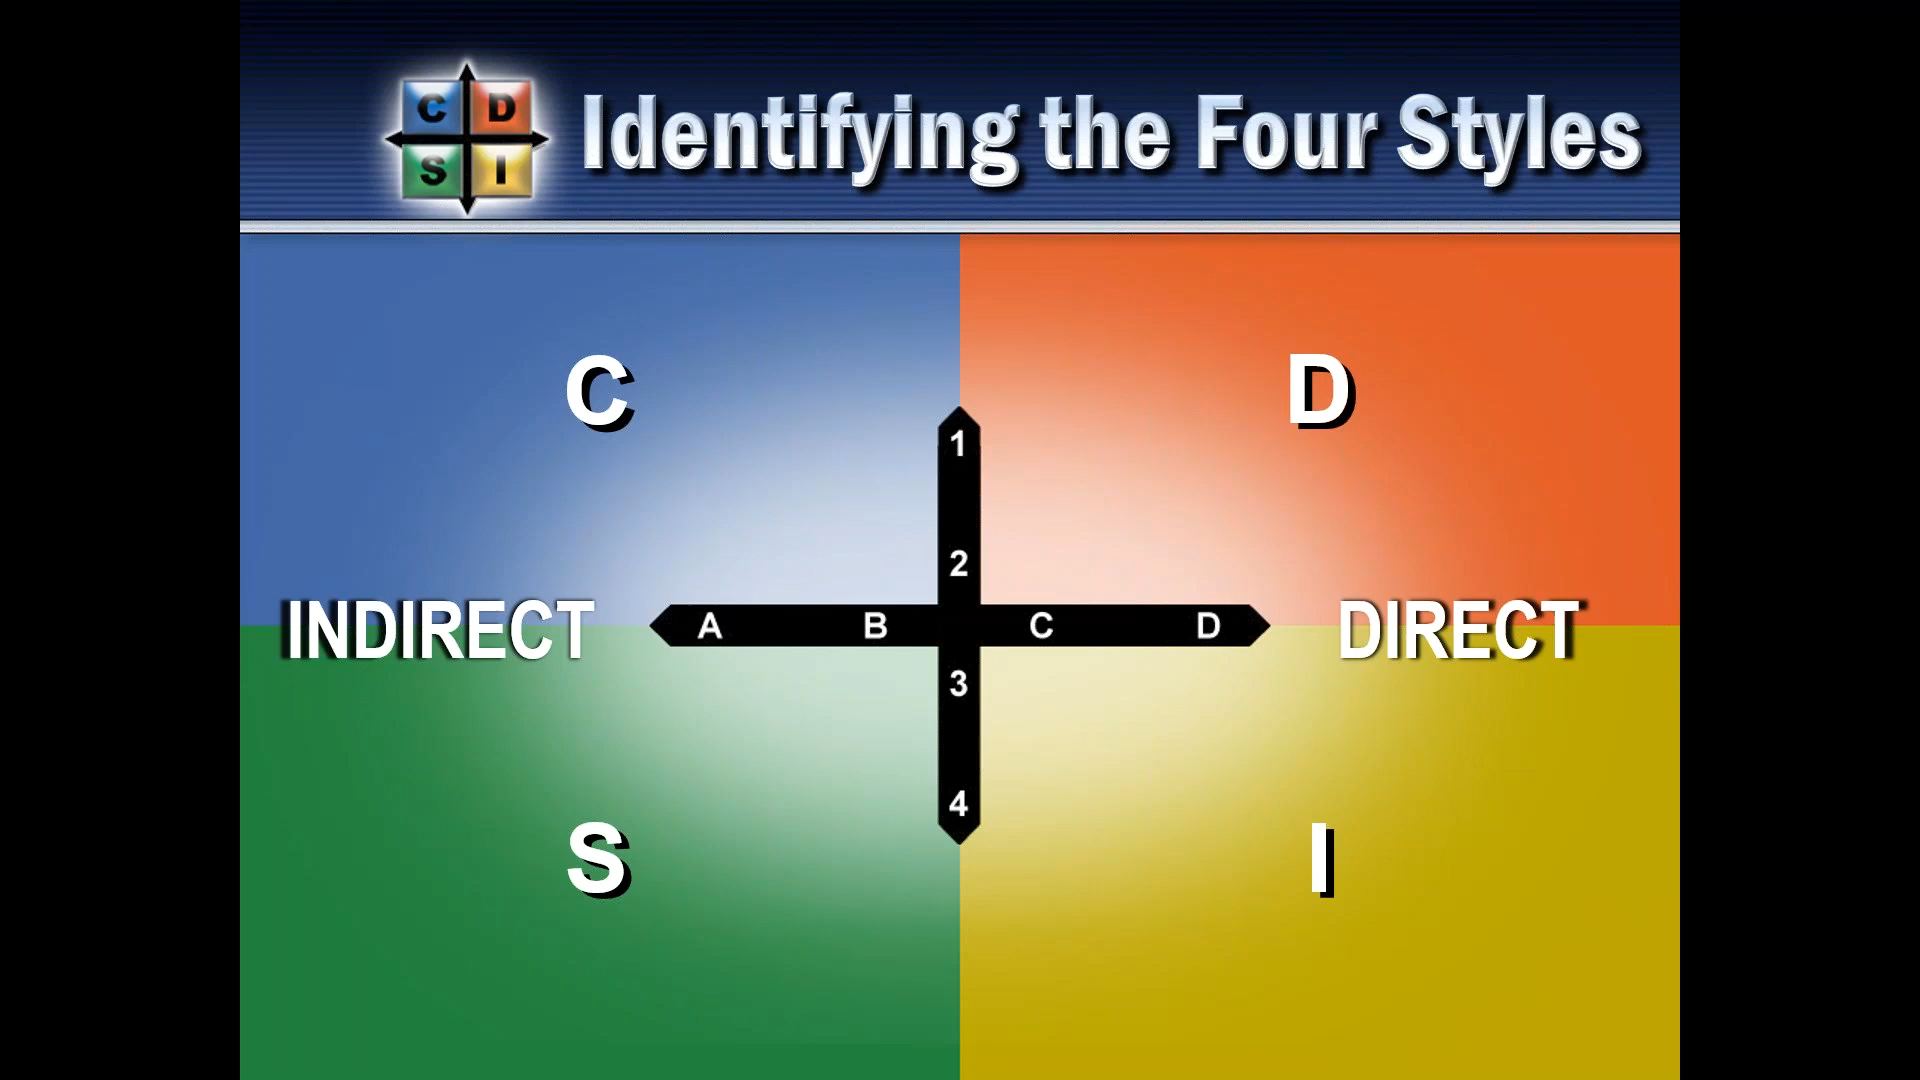 C D
S I
Identifying the Four Styles
C
D
1
2
INDIRECT
A B C D
DIRECT
3
4
S
I